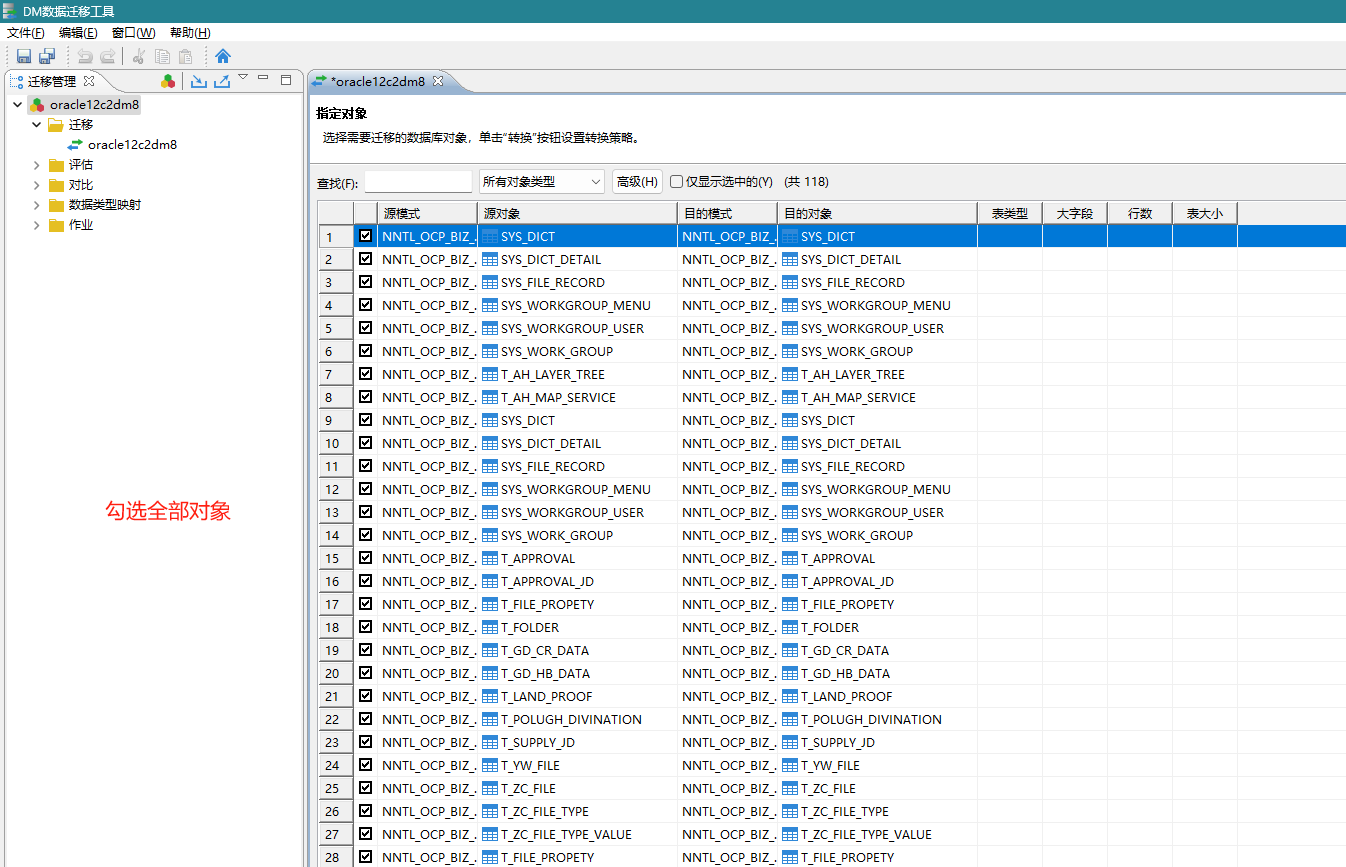 DM数据迁移工具
文件(F) 编辑(E) 窗口(W) 帮助(H)
迁移管理
oracle12c2dm8
迁移
oracle12c2dm8
评估
对比
数据类型映射
作业
勾选全部对象
*oracle12c2dm8
指定对象
选择需要迁移的数据库对象，单击“转换”按钮设置转换策略。
查找(F): 所有对象类型 高级(H) 仅显示选中的(Y) (共 118)
源模式 源对象 目的模式 目的对象 表类型 大字段 行数 表大小
1 NNTL_OCP_BIZ_. SYS_DICT NNTL_OCP_BIZ_. SYS_DICT
2 NNTL_OCP_BIZ_. SYS_DICT_DETAIL NNTL_OCP_BIZ_. SYS_DICT_DETAIL
3 NNTL_OCP_BIZ_. SYS_FILE_RECORD NNTL_OCP_BIZ_. SYS_FILE_RECORD
4 NNTL_OCP_BIZ_. SYS_WORKGROUP_MENU NNTL_OCP_BIZ_. SYS_WORKGROUP_MENU
5 NNTL_OCP_BIZ_. SYS_WORKGROUP_USER NNTL_OCP_BIZ_. SYS_WORKGROUP_USER
6 NNTL_OCP_BIZ_. SYS_WORK_GROUP NNTL_OCP_BIZ_. SYS_WORK_GROUP
7 NNTL_OCP_BIZ_. T_AH_LAYER_TREE NNTL_OCP_BIZ_. T_AH_LAYER_TREE
8 NNTL_OCP_BIZ_. T_AH_MAP_SERVICE NNTL_OCP_BIZ_. T_AH_MAP_SERVICE
9 NNTL_OCP_BIZ_. SYS_DICT NNTL_OCP_BIZ_. SYS_DICT
10 NNTL_OCP_BIZ_. SYS_DICT_DETAIL NNTL_OCP_BIZ_. SYS_DICT_DETAIL
11 NNTL_OCP_BIZ_. SYS_FILE_RECORD NNTL_OCP_BIZ_. SYS_FILE_RECORD
12 NNTL_OCP_BIZ_. SYS_WORKGROUP_MENU NNTL_OCP_BIZ_. SYS_WORKGROUP_MENU
13 NNTL_OCP_BIZ_. SYS_WORKGROUP_USER NNTL_OCP_BIZ_. SYS_WORKGROUP_USER
14 NNTL_OCP_BIZ_. SYS_WORK_GROUP NNTL_OCP_BIZ_. SYS_WORK_GROUP
15 NNTL_OCP_BIZ_. T_APPROVAL NNTL_OCP_BIZ_. T_APPROVAL
16 NNTL_OCP_BIZ_. T_APPROVAL_JD NNTL_OCP_BIZ_. T_APPROVAL_JD
17 NNTL_OCP_BIZ_. T_FILE_PROPETY NNTL_OCP_BIZ_. T_FILE_PROPETY
18 NNTL_OCP_BIZ_. T_FOLDER NNTL_OCP_BIZ_. T_FOLDER
19 NNTL_OCP_BIZ_. T_GD_CR_DATA NNTL_OCP_BIZ_. T_GD_CR_DATA
20 NNTL_OCP_BIZ_. T_GD_HB_DATA NNTL_OCP_BIZ_. T_GD_HB_DATA
21 NNTL_OCP_BIZ_. T_LAND_PROOF NNTL_OCP_BIZ_. T_LAND_PROOF
22 NNTL_OCP_BIZ_. T_POLUGH_DIVINATION NNTL_OCP_BIZ_. T_POLUGH_DIVINATION
23 NNTL_OCP_BIZ_. T_SUPPLY_JD NNTL_OCP_BIZ_. T_SUPPLY_JD
24 NNTL_OCP_BIZ_. T_YW_FILE NNTL_OCP_BIZ_. T_YW_FILE
25 NNTL_OCP_BIZ_. T_ZC_FILE NNTL_OCP_BIZ_. T_ZC_FILE
26 NNTL_OCP_BIZ_. T_ZC_FILE_TYPE NNTL_OCP_BIZ_. T_ZC_FILE_TYPE
27 NNTL_OCP_BIZ_. T_ZC_FILE_TYPE_VALUE NNTL_OCP_BIZ_. T_ZC_FILE_TYPE_VALUE
28 NNTL_OCP_BIZ_. T_FILE_PROPETY NNTL_OCP_BIZ_. T_FILE_PROPETY